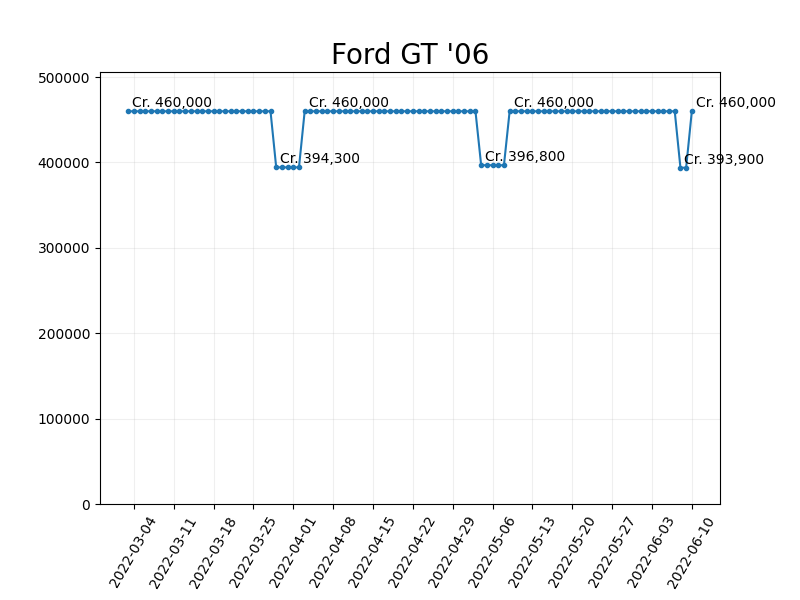 Ford GT '06
500000
400000
300000
200000
100000
0
Cr. 460,000
Cr. 394,300
Cr. 460,000
Cr. 396,800
Cr. 460,000
Cr. 393,900
Cr. 460,000
2022-03-04
2022-03-11
2022-03-18
2022-03-25
2022-04-01
2022-04-08
2022-04-15
2022-04-22
2022-04-29
2022-05-06
2022-05-13
2022-05-20
2022-05-27
2022-06-03
2022-06-10